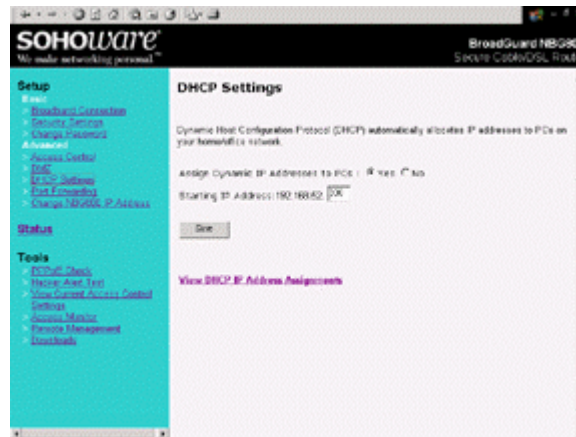 SOHOware
We make networking personal.™
BroadGuard NBG80
Secure Cable/DSL Rout
Setup
Basic
> Broadband Connection
> Security Settings
> Change Password
Advanced
> Access Control
> DMZ
> DHCP Settings
> Port Forwarding
> Change NBG800 IP Address
Status
Tools
> PPPoE Check
> Hacker Alert Test
> View Current Access Control
Settings
> Access Monitor
> Remote Management
> Downloads
DHCP Settings
Dynamic Host Configuration Protocol (DHCP) automatically allocates IP addresses to PCs on
your home/office network.
Assign Dynamic IP Addresses to PCs : Yes No
Starting IP Address: 192.168.62.
Save
View DHCP IP Address Assignments